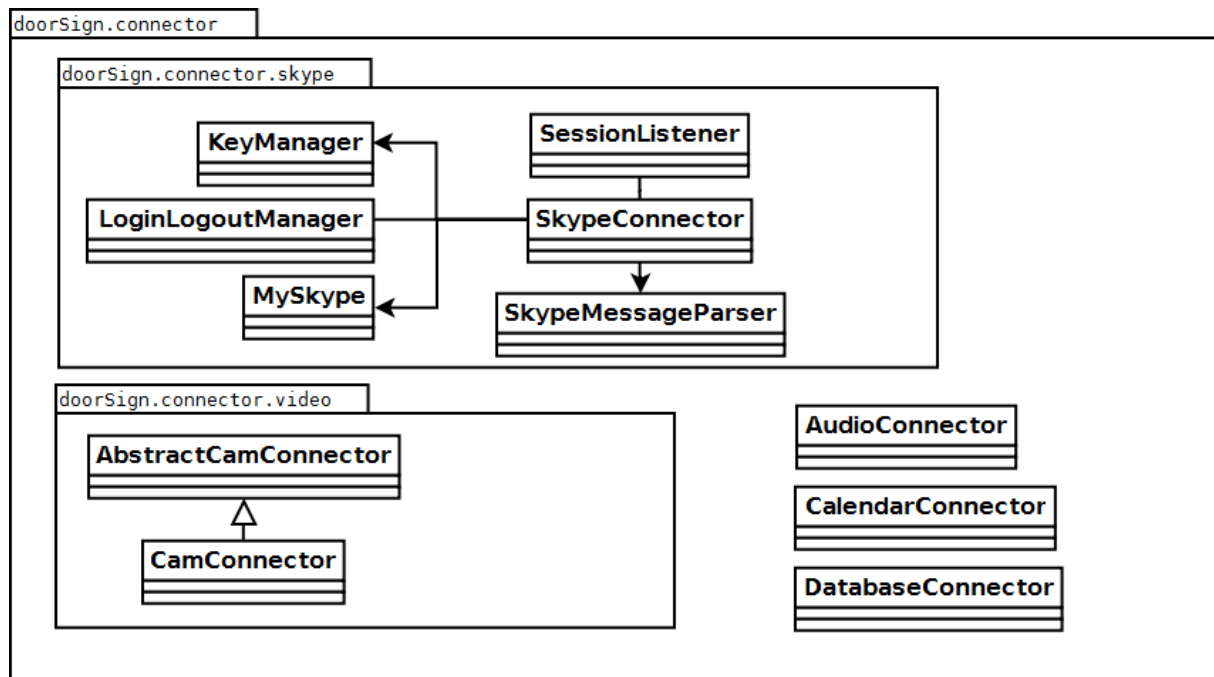 doorSign.connector
doorSign.connector.skype
KeyManager
SessionListener
LoginLogoutManager
SkypeConnector
MySkype
SkypeMessageParser
doorSign.connector.video
AbstractCamConnector
CamConnector
AudioConnector
CalendarConnector
DatabaseConnector